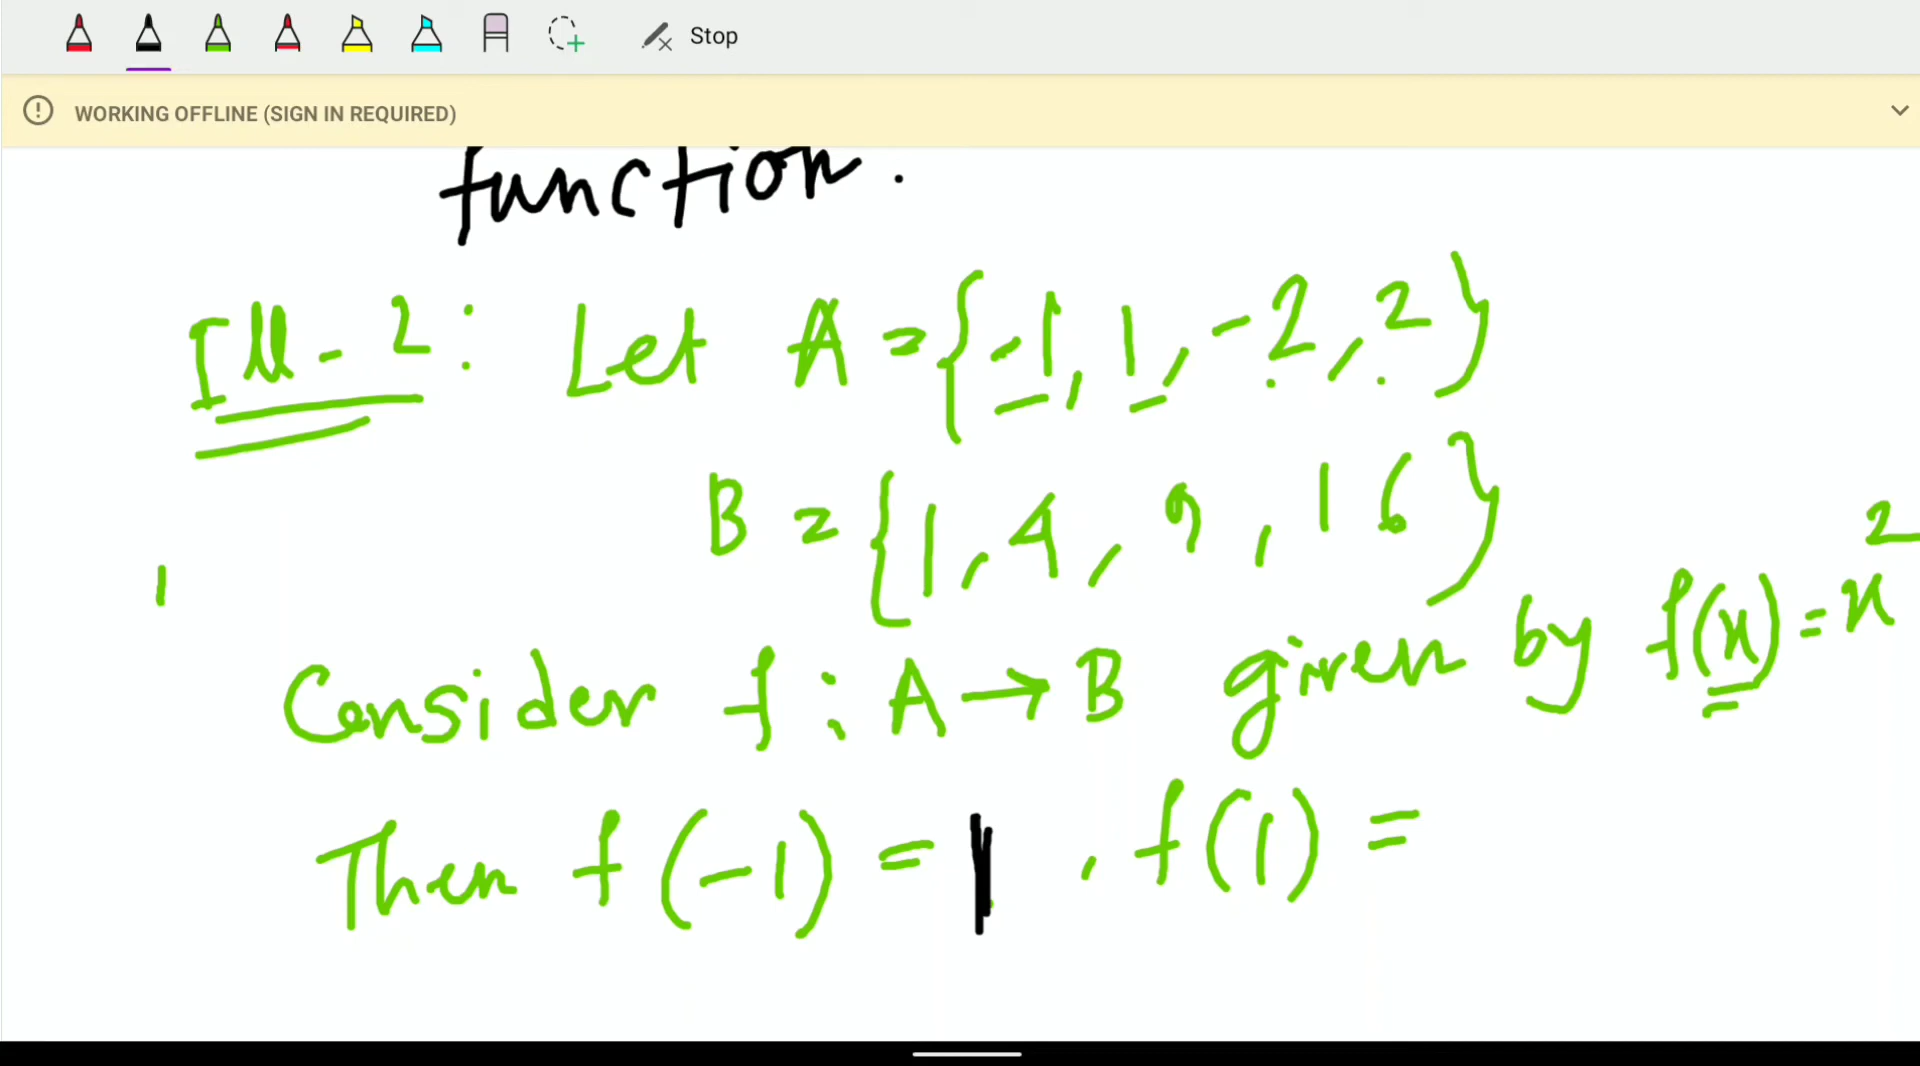 Stop
WORKING OFFLINE (SIGN IN REQUIRED)
function.
Ill-2: Let A={-1, 1, -2, 2}
B={1, 4, 9, 16}
1
Consider f: A→B given by f(x)=x²
Then f(-1)=1, f(1)=